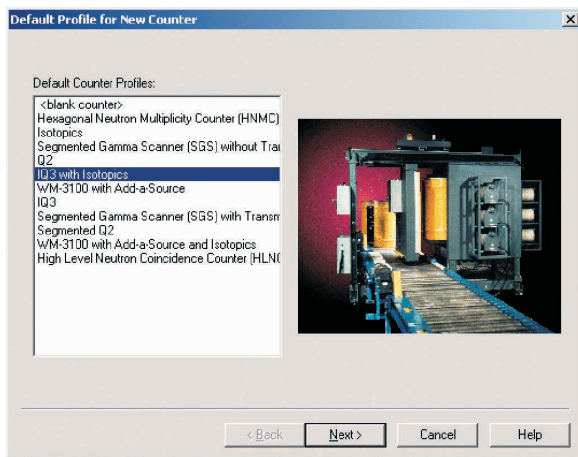 Default Profile for New Counter
Default Counter Profiles:
<blank counter>
Hexagonal Neutron Multiplicity Counter (HNMC)
Isotopics
Segmented Gamma Scanner (SGS) without Trar
Q2
IQ3 with Isotopics
WM-3100 with Add-a-Source
IQ3
Segmented Gamma Scanner (SGS) with Transm
Segmented Q2
WM-3100 with Add-a-Source and Isotopics
High Level Neutron Coincidence Counter (HLNC
< Back
Next >
Cancel
Help